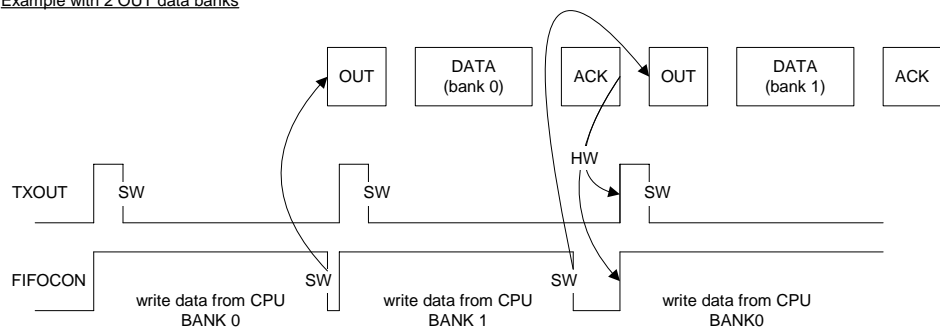 Example with 2 OUT data banks
OUT
DATA
(bank 0)
ACK
OUT
DATA
(bank 1)
ACK
HW
TXOUT
SW
SW
SW
FIFOCON
SW
SW
write data from CPU
BANK 0
write data from CPU
BANK 1
write data from CPU
BANK0